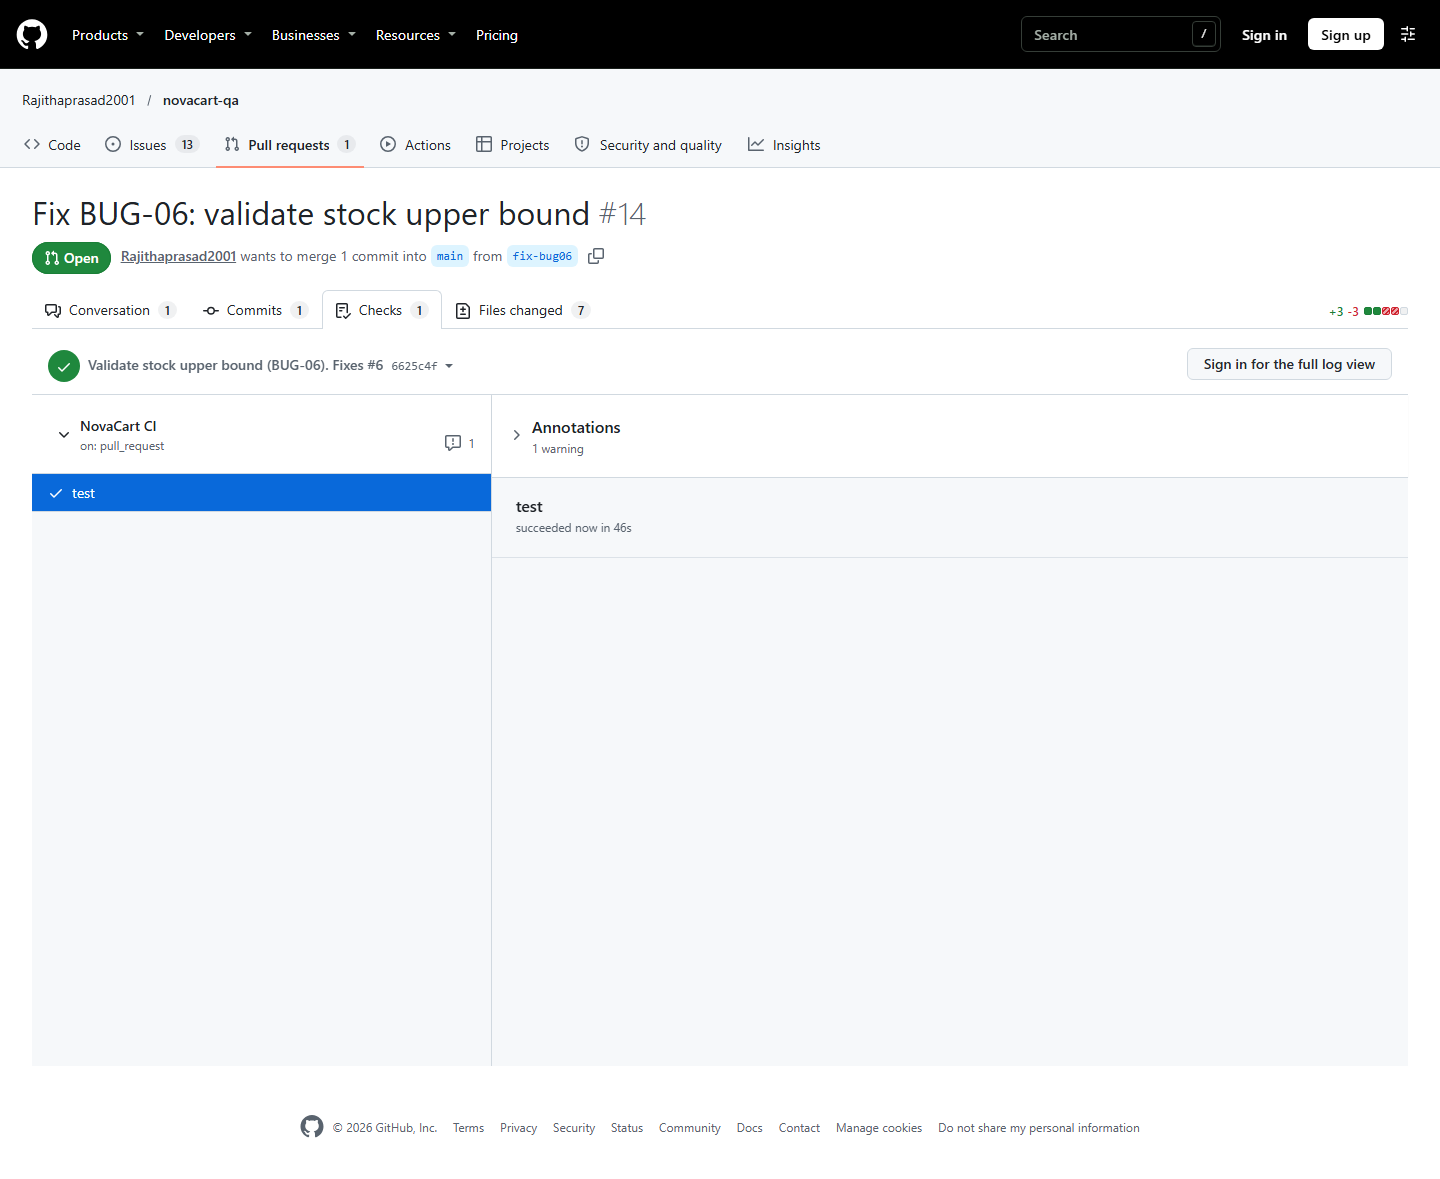 Products Developers Businesses Resources Pricing Search / Sign in Sign up
Rajithaprasad2001 / novacart-qa
Code Issues 13 Pull requests 1 Actions Projects Security and quality Insights
Fix BUG-06: validate stock upper bound #14
Open Rajithaprasad2001 wants to merge 1 commit into main from fix-bug06
Conversation 1 Commits 1 Checks 1 Files changed 7 +3 -3
Validate stock upper bound (BUG-06). Fixes #6 6625c4f Sign in for the full log view
NovaCart CI
on: pull_request
1
Annotations
1 warning
test
test
succeeded now in 46s
© 2026 GitHub, Inc. Terms Privacy Security Status Community Docs Contact Manage cookies Do not share my personal information